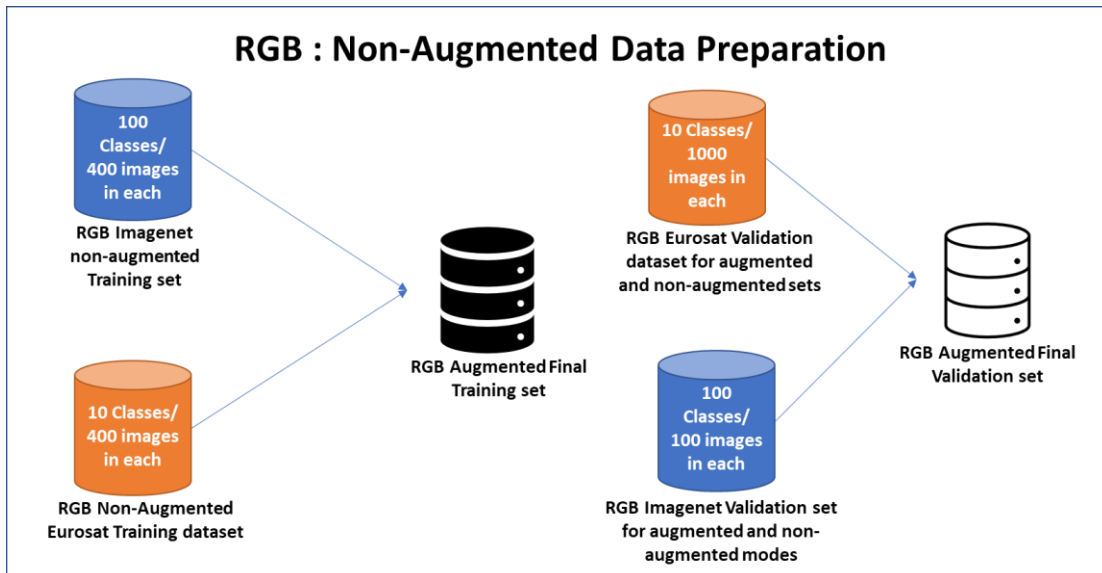 RGB : Non-Augmented Data Preparation
100
Classes/
400 images
in each
RGB Imagenet
non-augmented
Training set
10 Classes/
400 images
in each
RGB Non-Augmented
Eurosat Training dataset
RGB Augmented Final
Training set
10 Classes/
1000
images in
each
RGB Eurosat Validation
dataset for augmented
and non-augmented sets
100
Classes/
100 images
in each
RGB Imagenet Validation set
for augmented and non-
augmented modes
RGB Augmented Final
Validation set